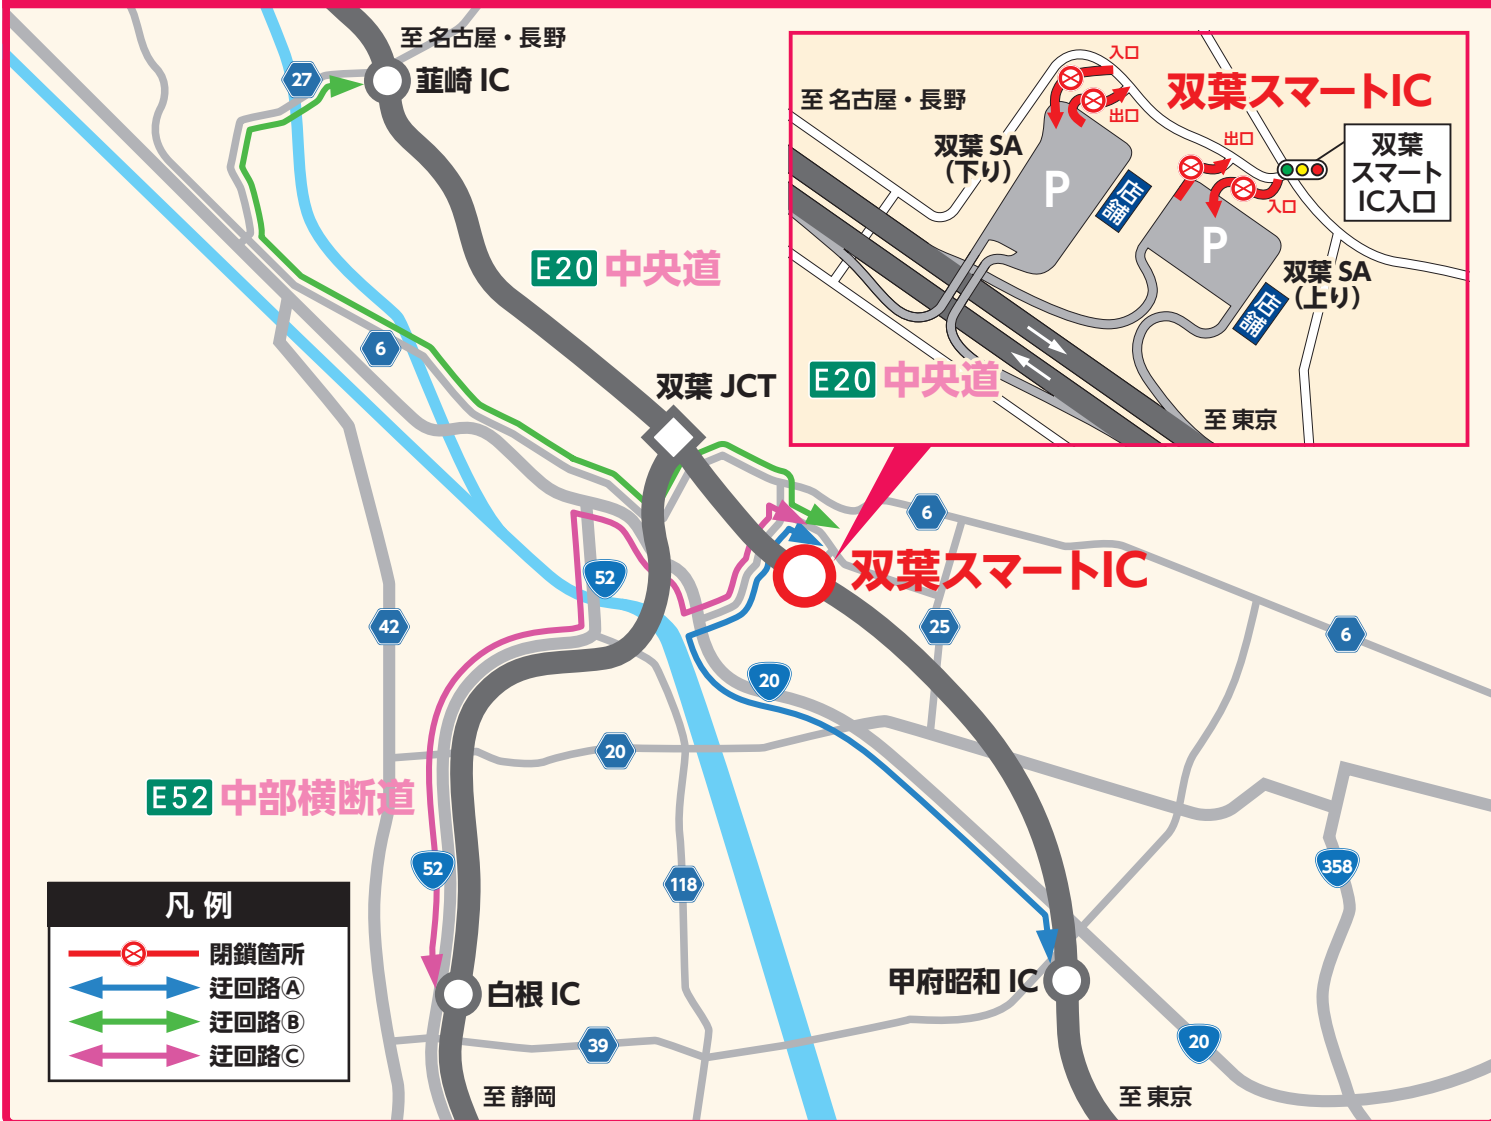 至 名古屋・長野
27
韮崎 IC
E20 中央道
6
双葉 JCT
至 名古屋・長野
双葉スマートIC
入口
出口
双葉 SA
(下り)
P
店舗
出口
入口
双葉
スマート
IC入口
P
双葉 SA
(上り)
店舗
E20 中央道
至 東京
6
双葉スマートIC
52
42
25
6
20
20
E52 中部横断道
52
118
358
凡 例
閉鎖箇所
迂回路Ⓐ
迂回路Ⓑ
迂回路Ⓒ
白根 IC
甲府昭和 IC
39
20
至 静岡
至 東京